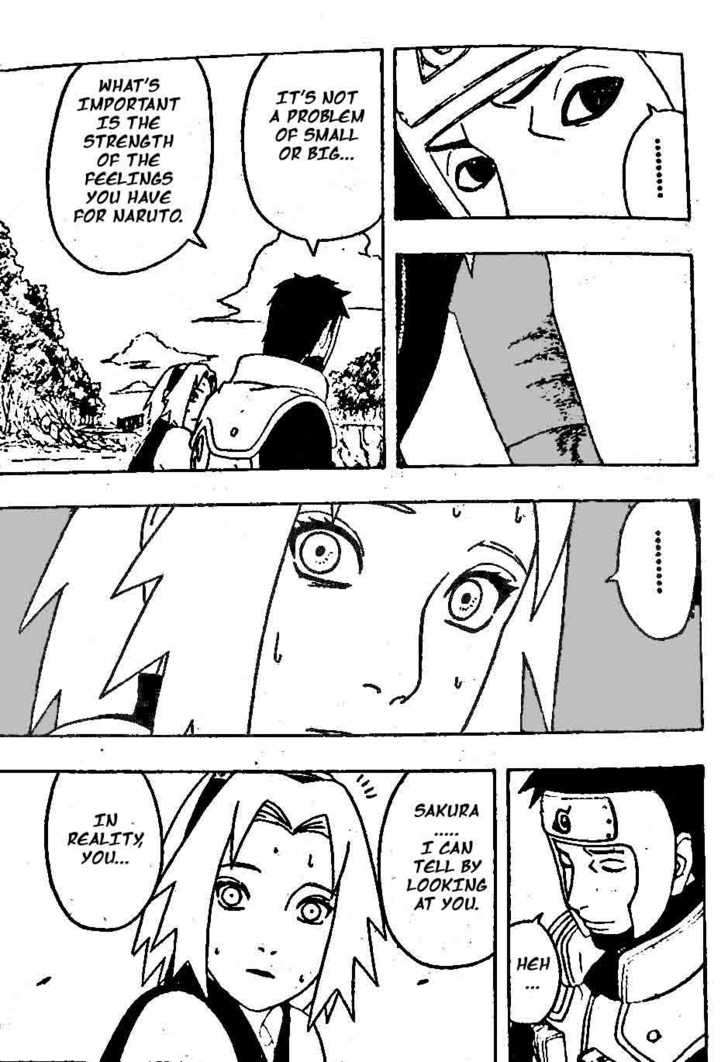 .........
IT'S NOT
A PROBLEM
OF SMALL
OR BIG...
WHAT'S
IMPORTANT
IS THE
STRENGTH
OF THE
FEELINGS
YOU HAVE
FOR NARUTO.
.........
HEH
...
SAKURA
.....
I CAN
TELL BY
LOOKING
AT YOU.
IN
REALITY,
YOU...